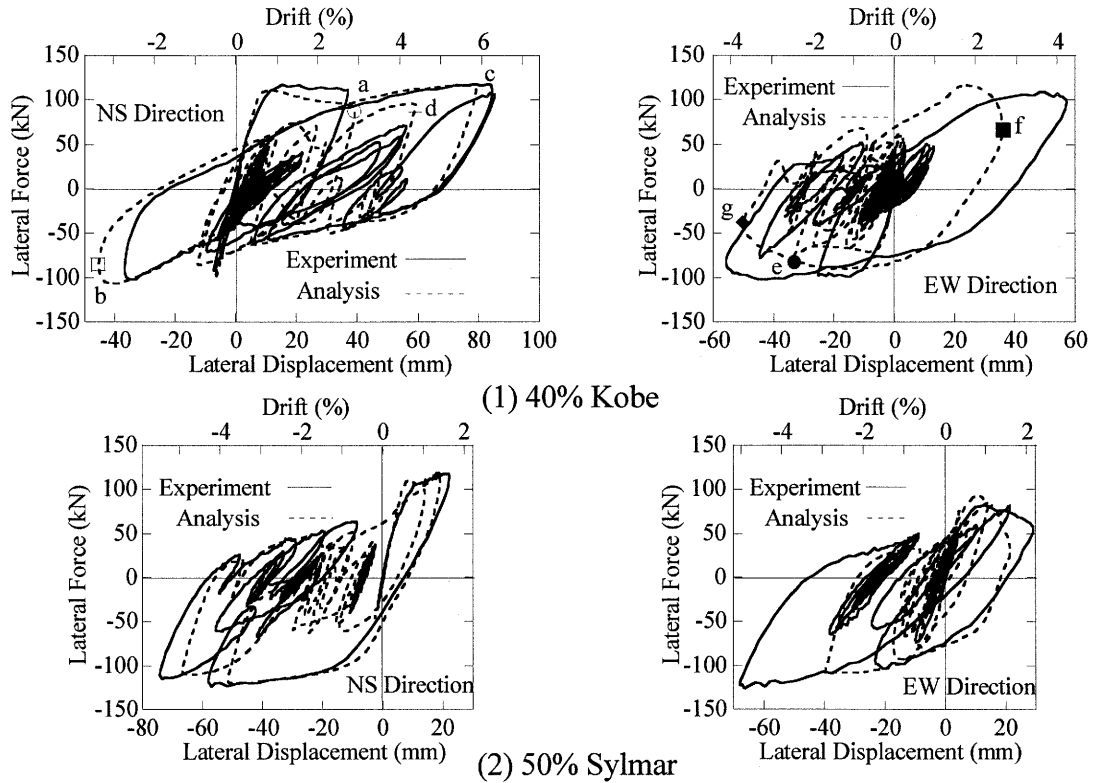 Drift (%)
-2 0 2 4 6
150
100
50
0
-50
-100
-150
Lateral Force (kN)
NS Direction
a
c
d
b
Experiment
Analysis
-40 -20 0 20 40 60 80 100
Lateral Displacement (mm)
Drift (%)
-4 -2 0 2 4
150
100
50
0
-50
-100
-150
Lateral Force (kN)
Experiment
Analysis
f
g
e
EW Direction
-60 -40 -20 0 20 40 60
Lateral Displacement (mm)
(1) 40% Kobe
Drift (%)
-4 -2 0 2
150
100
50
0
-50
-100
-150
Lateral Force (kN)
Experiment
Analysis
NS Direction
-80 -60 -40 -20 0 20
Lateral Displacement (mm)
Drift (%)
-4 -2 0 2
150
100
50
0
-50
-100
-150
Lateral Force (kN)
Experiment
Analysis
EW Direction
-60 -40 -20 0 20
Lateral Displacement (mm)
(2) 50% Sylmar